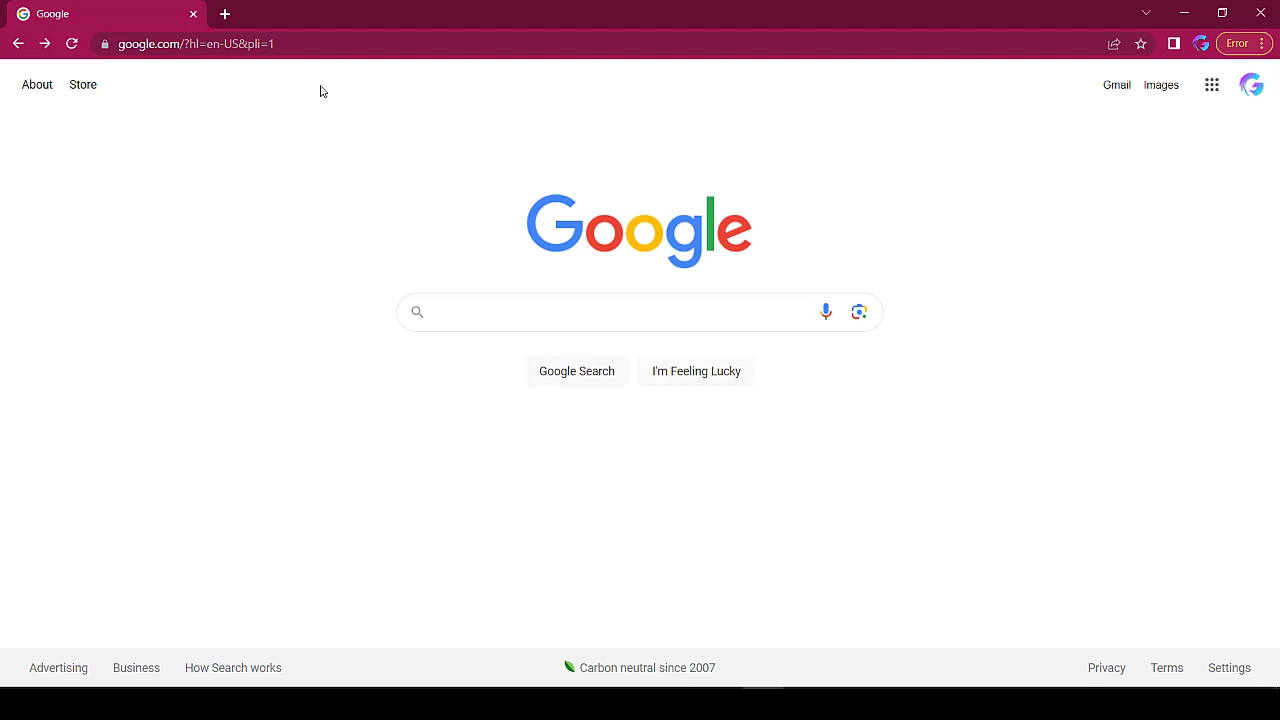 Google
google.com/?hl=en-US&pli=1
Error
About
Store
Gmail
Images
Google
Google Search
I'm Feeling Lucky
Advertising
Business
How Search works
Carbon neutral since 2007
Privacy
Terms
Settings